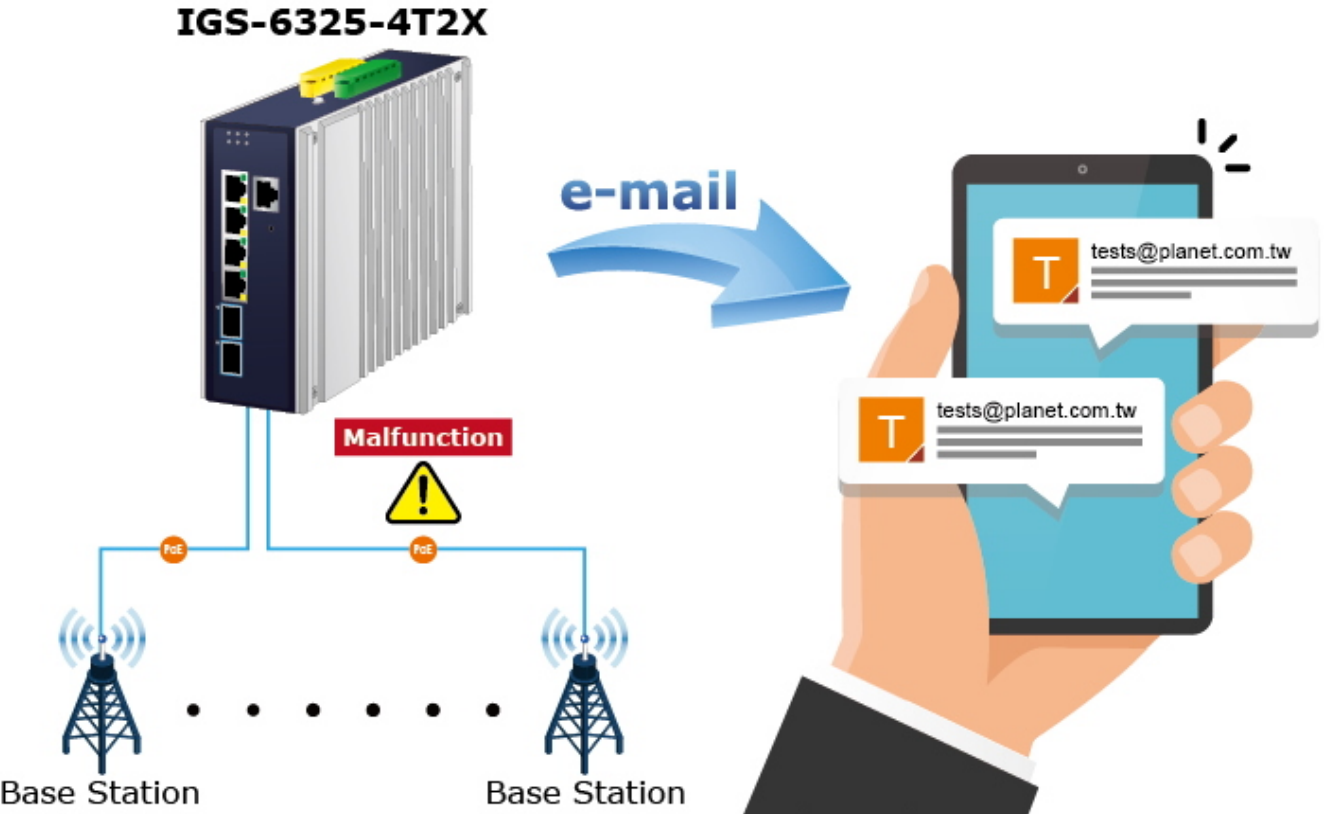 IGS-6325-4T2X
e-mail
T
tests@planet.com.tw
T
tests@planet.com.tw
Malfunction
!
PoE
PoE
Base Station
Base Station